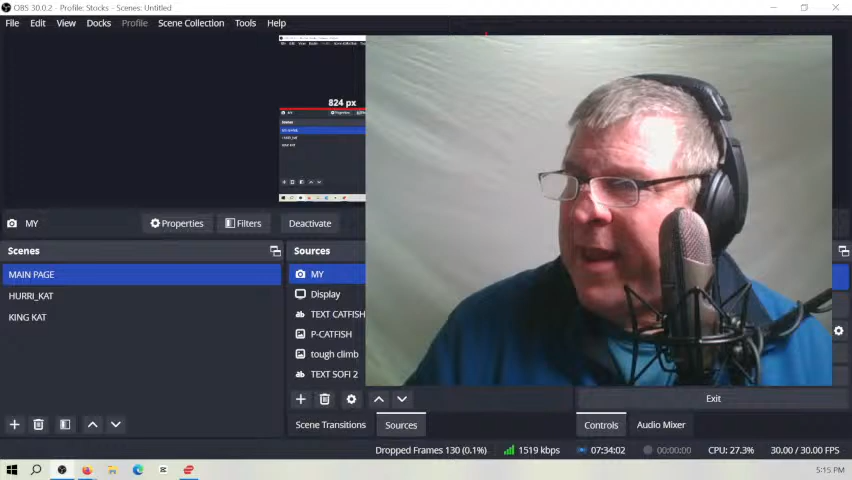 OBS 30.0.2 - Profile: Stocks - Scenes: Untitled
File Edit View Docks Profile Scene Collection Tools Help
824 px
MY Properties Filters Deactivate
Scenes
MAIN PAGE
HURRI_KAT
KING KAT
Sources
MY
Display
TEXT CATFISH
P-CATFISH
tough climb
TEXT SOFI 2
Exit
Scene Transitions Sources Controls Audio Mixer
Dropped Frames 130 (0.1%) 1519 kbps 07:34:02 00:00:00 CPU: 27.3% 30.00 / 30.00 FPS
5:15 PM